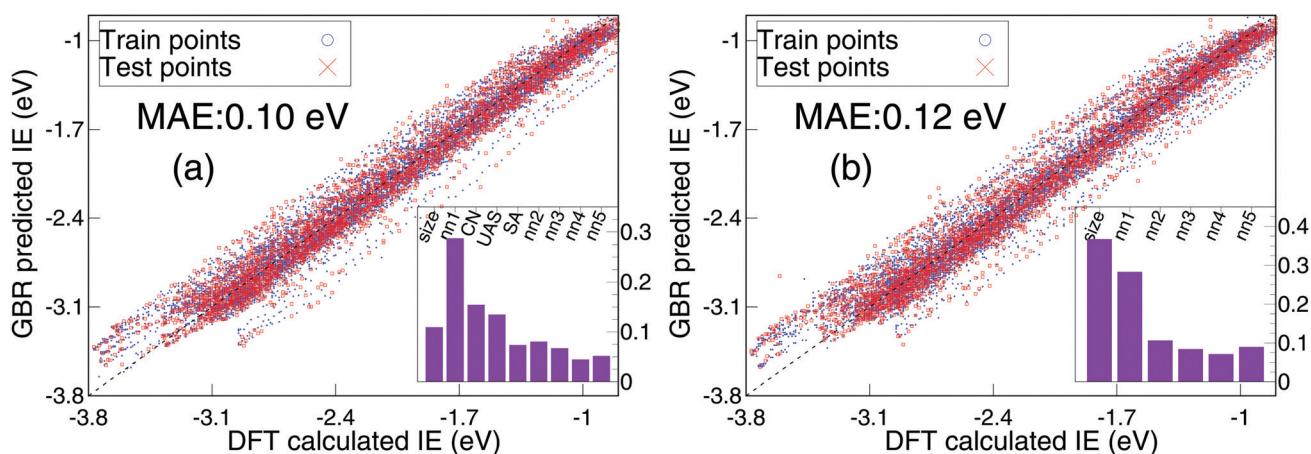 -1
-1.7
-2.4
-3.1
-3.8
GBR predicted IE (eV)
Train points
Test points
MAE:0.10 eV
(a)
size
nn1
CN
UAS
SA
nn2
nn3
nn4
nn5
0.3
0.2
0.1
0
-3.8
-3.1
-2.4
-1.7
-1
DFT calculated IE (eV)
-1
-1.7
-2.4
-3.1
-3.8
GBR predicted IE (eV)
Train points
Test points
MAE:0.12 eV
(b)
size
nn1
nn2
nn3
nn4
nn5
0.4
0.3
0.2
0.1
0
-3.8
-3.1
-2.4
-1.7
-1
DFT calculated IE (eV)